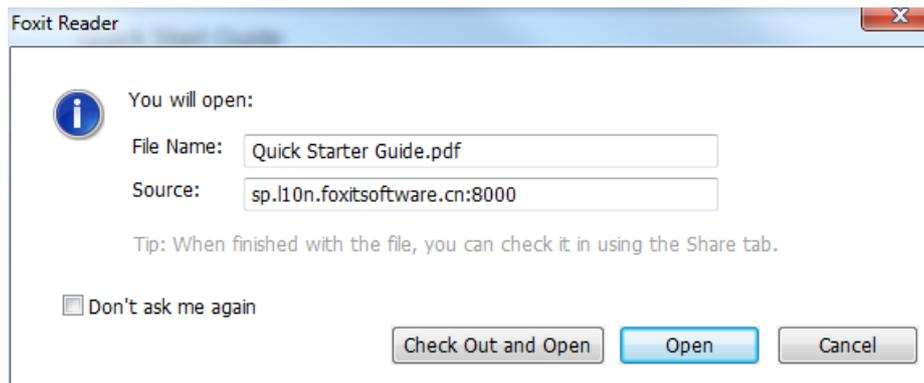 Foxit Reader
You will open:
File Name: Quick Starter Guide.pdf
Source: sp.l10n.foxitsoftware.cn:8000
Tip: When finished with the file, you can check it in using the Share tab.
Don't ask me again
Check Out and Open Open Cancel